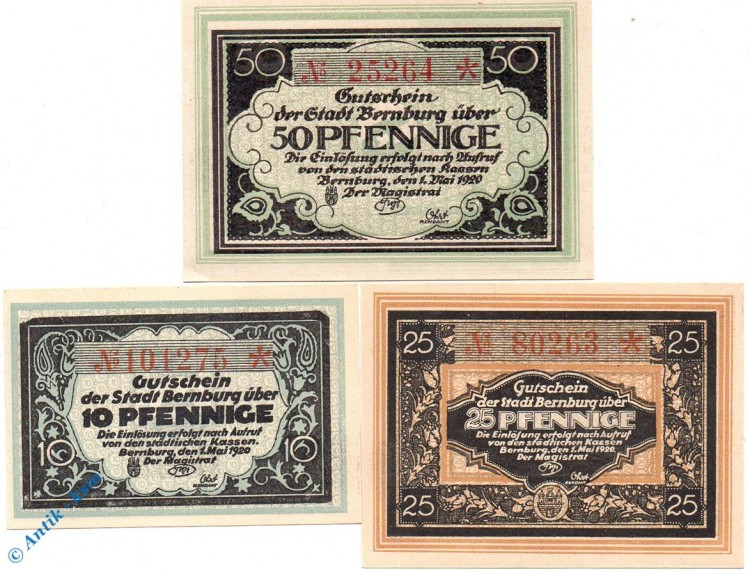 50 № 25264 * 50
Gutschein
der Stadt Bernburg über
50 PFENNIGE
Die Einlösung erfolgt nach Aufruf
von den städtischen Kassen
Bernburg, den 1. Mai 1920
Der Magistrat
RENDANT
№ 101275 *
Gutschein
der Stadt Bernburg über
10 PFENNIGE
Die Einlösung erfolgt nach Aufruf
von den städtischen Kassen.
10 Bernburg, den 1. Mai 1920 10
Der Magistrat
RENDANT
25 № 80263 * 25
Gutschein
der Stadt Bernburg über
25 PFENNIGE
Die Einlösung erfolgt nach Aufruf
von den städtischen Kassen
Bernburg, den 1. Mai 1920.
Der Magistrat
RENDANT
25 25
© Antik-